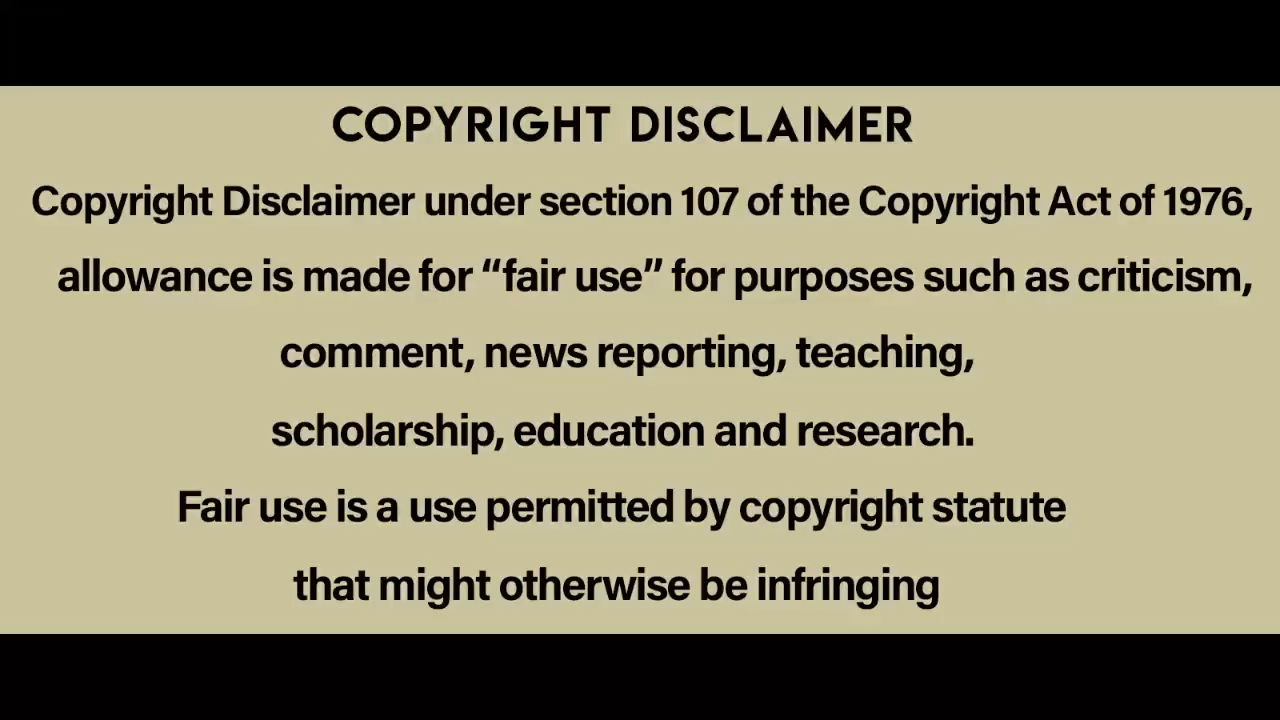 COPYRIGHT DISCLAIMER
Copyright Disclaimer under section 107 of the Copyright Act of 1976,
allowance is made for “fair use” for purposes such as criticism,
comment, news reporting, teaching,
scholarship, education and research.
Fair use is a use permitted by copyright statute
that might otherwise be infringing